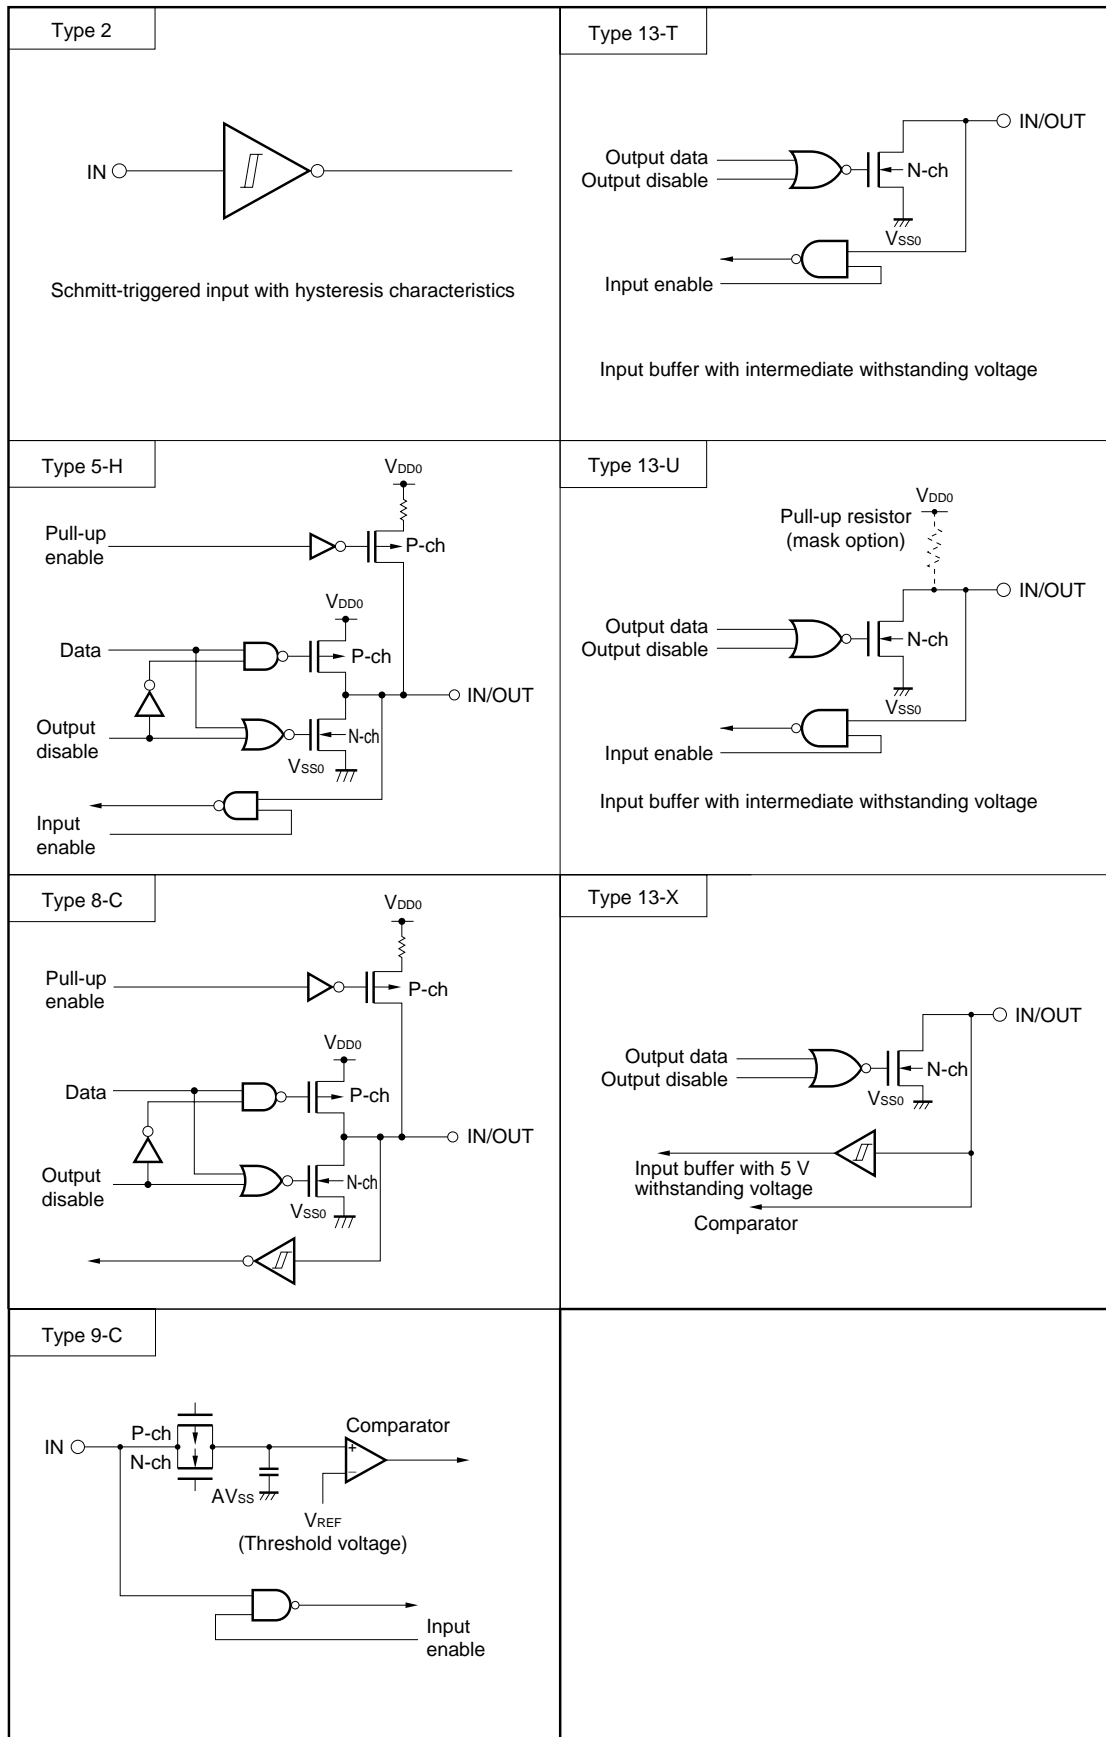 Type 2
IN
Schmitt-triggered input with hysteresis characteristics
Type 13-T
IN/OUT
Output data
Output disable
N-ch
VSS0
Input enable
Input buffer with intermediate withstanding voltage
Type 5-H
VDD0
Pull-up
enable
P-ch
VDD0
Data
P-ch
IN/OUT
Output
disable
N-ch
VSS0
Input
enable
Type 13-U
VDD0
Pull-up resistor
(mask option)
IN/OUT
Output data
Output disable
N-ch
VSS0
Input enable
Input buffer with intermediate withstanding voltage
Type 8-C
VDD0
Pull-up
enable
P-ch
VDD0
Data
P-ch
IN/OUT
Output
disable
N-ch
VSS0
Type 13-X
IN/OUT
Output data
Output disable
N-ch
VSS0
Input buffer with 5 V
withstanding voltage
Comparator
Type 9-C
Comparator
P-ch
IN
N-ch
+
−
AVSS
VREF
(Threshold voltage)
Input
enable